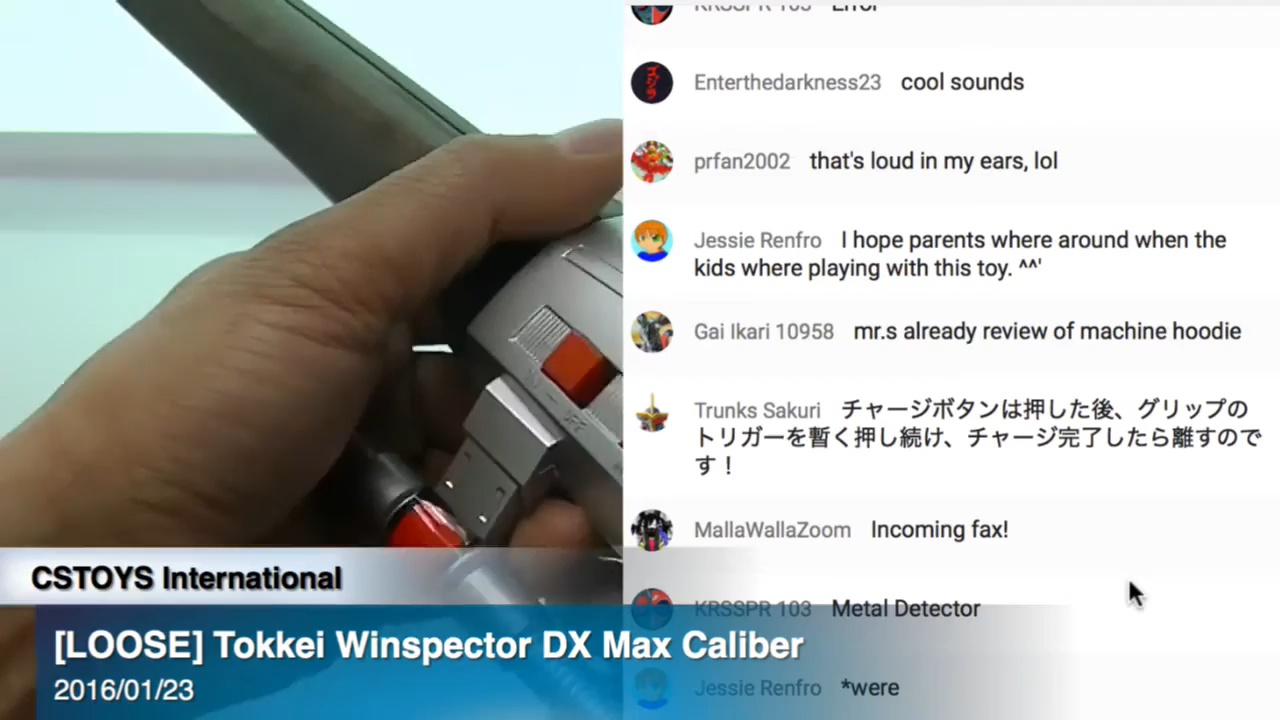 KRSSPR 103 Error
Enterthedarkness23 cool sounds
prfan2002 that's loud in my ears, lol
Jessie Renfro I hope parents where around when the
kids where playing with this toy. ^^'
Gai Ikari 10958 mr.s already review of machine hoodie
Trunks Sakuri チャージボタンは押した後、グリップの
トリガーを暫く押し続け、チャージ完了したら離すので
す！
MallaWallaZoom Incoming fax!
KRSSPR 103 Metal Detector
Jessie Renfro *were
CSTOYS International
[LOOSE] Tokkei Winspector DX Max Caliber
2016/01/23